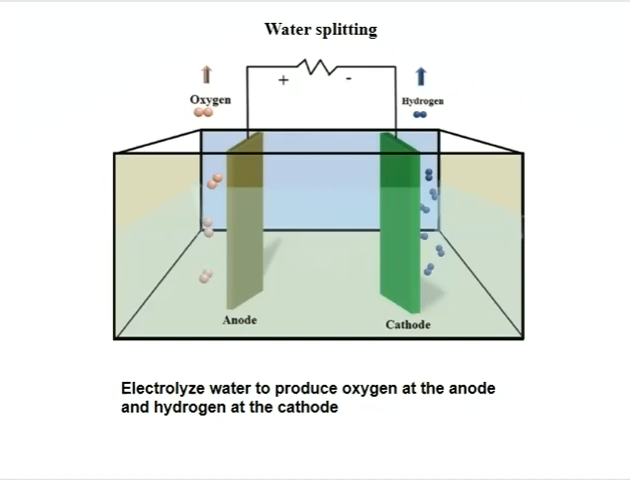 Water splitting
+ -
Oxygen
Hydrogen
Anode
Cathode
Electrolyze water to produce oxygen at the anode
and hydrogen at the cathode